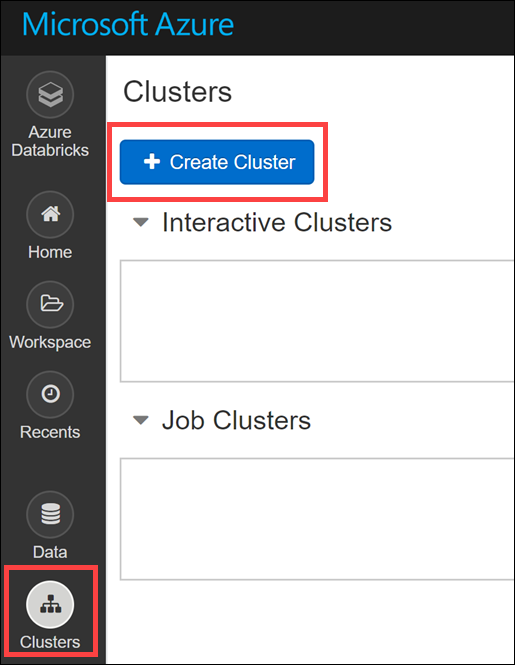 Microsoft Azure
Azure
Databricks
Home
Workspace
Recents
Data
Clusters
Clusters
+ Create Cluster
Interactive Clusters
Job Clusters